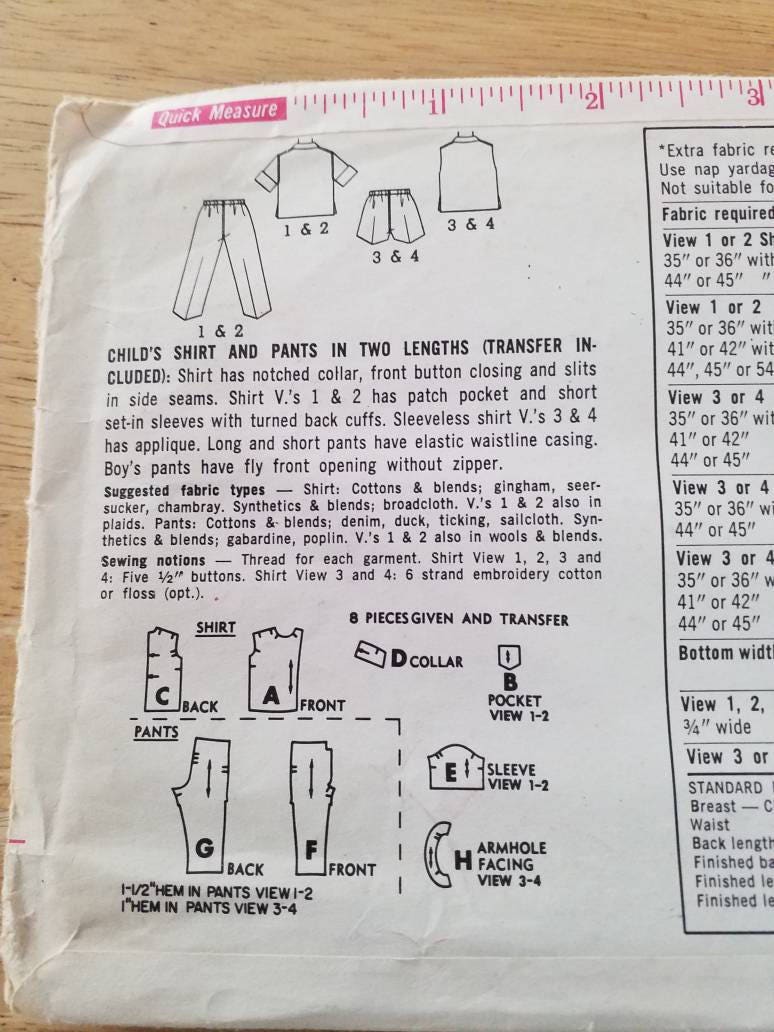 Quick Measure
1 2 3
1 & 2
3 & 4
3 & 4
1 & 2
CHILD'S SHIRT AND PANTS IN TWO LENGTHS (TRANSFER IN-
CLUDED): Shirt has notched collar, front button closing and slits
in side seams. Shirt V.'s 1 & 2 has patch pocket and short
set-in sleeves with turned back cuffs. Sleeveless shirt V.'s 3 & 4
has applique. Long and short pants have elastic waistline casing.
Boy's pants have fly front opening without zipper.
Suggested fabric types — Shirt: Cottons & blends; gingham, seer-
sucker, chambray. Synthetics & blends; broadcloth. V.'s 1 & 2 also in
plaids. Pants: Cottons & blends; denim, duck, ticking, sailcloth. Syn-
thetics & blends; gabardine, poplin. V.'s 1 & 2 also in wools & blends.
Sewing notions — Thread for each garment. Shirt View 1, 2, 3 and
4: Five ½" buttons. Shirt View 3 and 4: 6 strand embroidery cotton
or floss (opt.).
8 PIECES GIVEN AND TRANSFER
SHIRT
C BACK
A FRONT
D COLLAR
B
POCKET
VIEW 1-2
PANTS
G BACK
F FRONT
E SLEEVE
VIEW 1-2
H ARMHOLE
FACING
VIEW 3-4
1-1/2"HEM IN PANTS VIEW 1-2
1"HEM IN PANTS VIEW 3-4
*Extra fabric
Use nap
Not suitable
Fabric required
View 1 or 2
35" or 36"
44" or 45" "
View 1 or 2
35" or 36"
41" or 42"
44", 45" or 54
View 3 or 4
35" or 36"
41" or 42"
44" or 45"
View 3 or 4
35" or 36"
44" or 45"
View 3 or 4
35" or 36"
41" or 42"
44" or 45"
Bottom
View 1, 2,
¾" wide
View 3 or
STANDARD
Breast —
Waist
Back
Finished
Finished
Finished